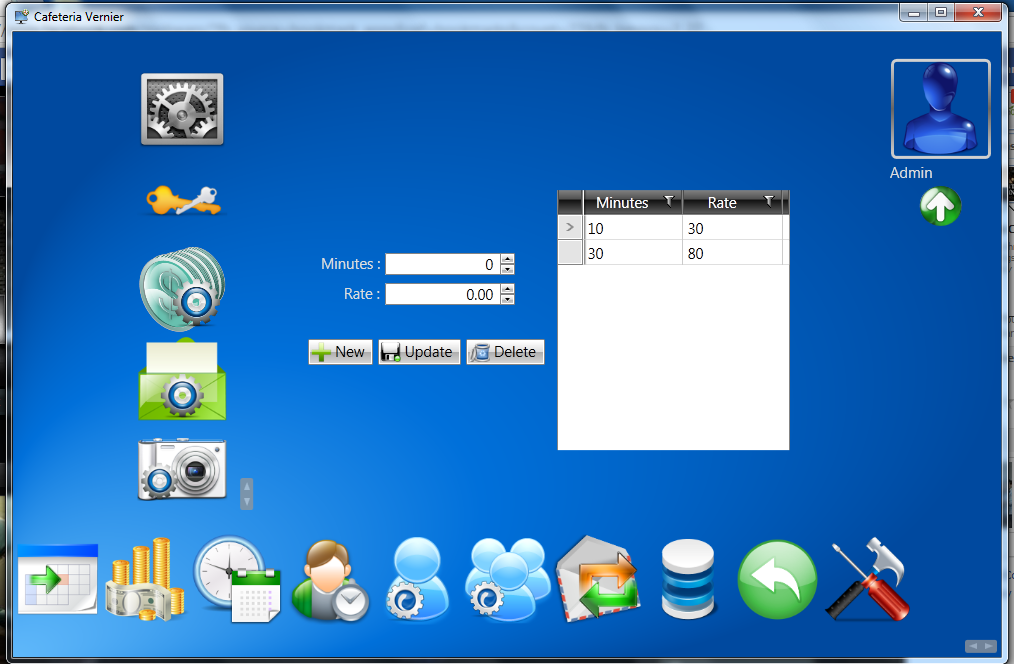 Cafeteria Vernier
Admin
Minutes Rate
10 30
30 80
Minutes : 0
Rate : 0.00
New Update Delete